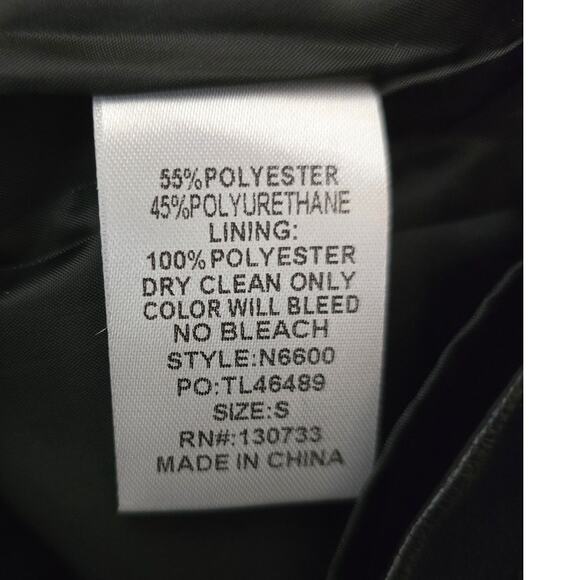 55%POLYESTER
45%POLYURETHANE
LINING:
100%POLYESTER
DRY CLEAN ONLY
COLOR WILL BLEED
NO BLEACH
STYLE:N6600
PO:TL46489
SIZE:S
RN#:130733
MADE IN CHINA